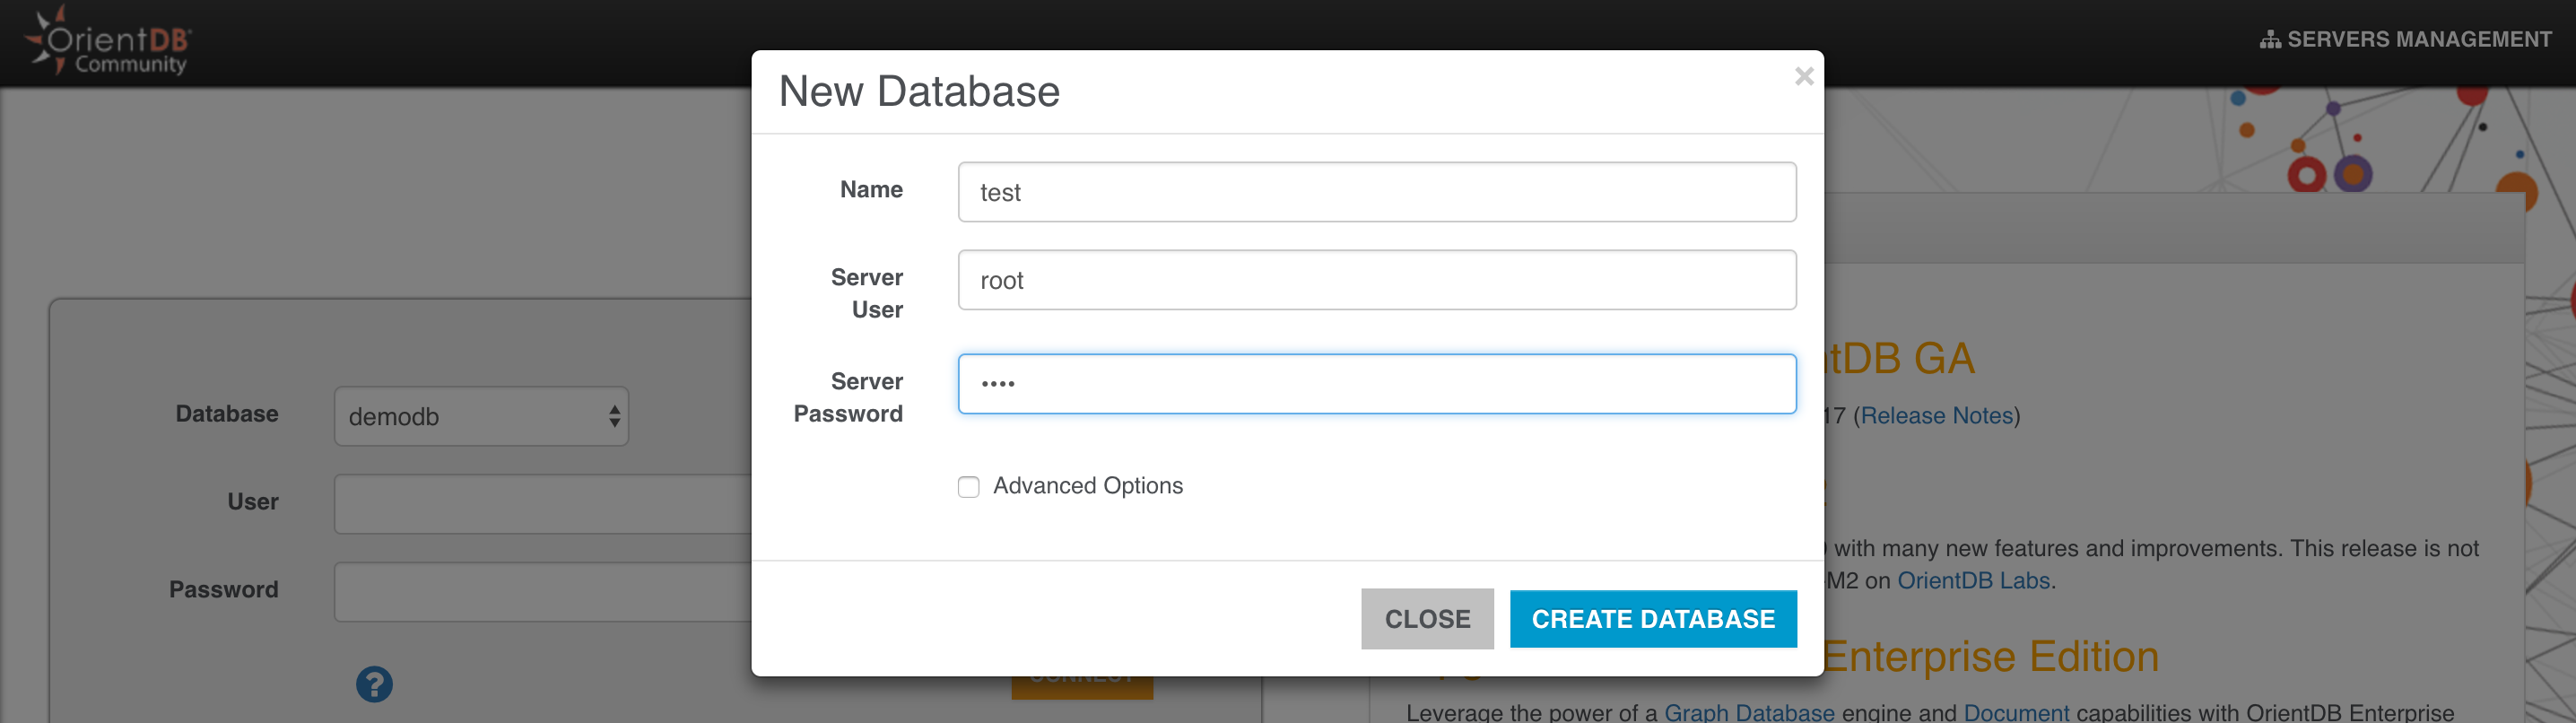 OrientDB
Community
SERVERS MANAGEMENT
New Database
×
Name
test
Server
User
root
Server
Password
••••
Advanced Options
CLOSE
CREATE DATABASE
Database
demodb
User
Password
?
CONNECT
ntDB GA
17 (Release Notes)
with many new features and improvements. This release is not
-M2 on OrientDB Labs.
Enterprise Edition
Leverage the power of a Graph Database engine and Document capabilities with OrientDB Enterprise